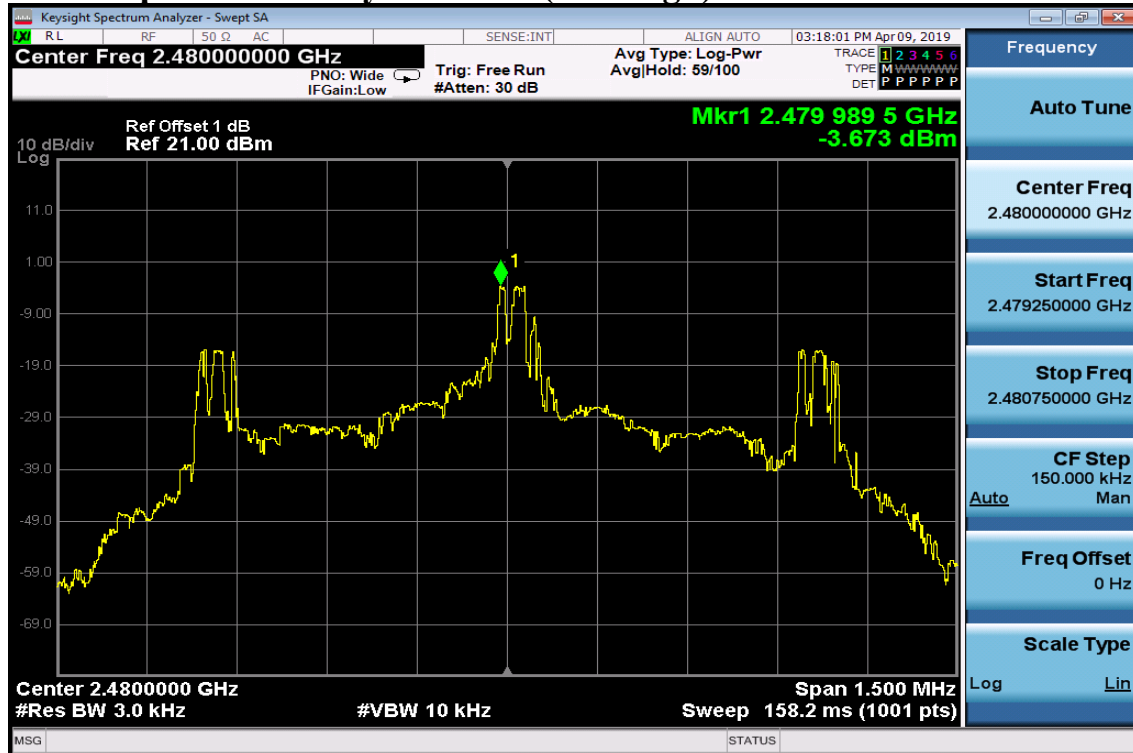 Keysight Spectrum Analyzer - Swept SA
LXI RL RF 50 Ω AC SENSE:INT ALIGN AUTO 03:18:01 PM Apr 09, 2019
Center Freq 2.480000000 GHz
PNO: Wide
IFGain:Low
Trig: Free Run
#Atten: 30 dB
Avg Type: Log-Pwr
Avg|Hold: 59/100
TRACE 1 2 3 4 5 6
TYPE M W W W W W
DET P P P P P P
Mkr1 2.479 989 5 GHz
-3.673 dBm
Ref Offset 1 dB
10 dB/div Ref 21.00 dBm
Log
11.0
1.00
-9.00
-19.0
-29.0
-39.0
-49.0
-59.0
-69.0
1
Center 2.4800000 GHz Span 1.500 MHz
#Res BW 3.0 kHz #VBW 10 kHz Sweep 158.2 ms (1001 pts)
MSG STATUS
Frequency
Auto Tune
Center Freq
2.480000000 GHz
Start Freq
2.479250000 GHz
Stop Freq
2.480750000 GHz
CF Step
150.000 kHz
Auto Man
Freq Offset
0 Hz
Scale Type
Log Lin